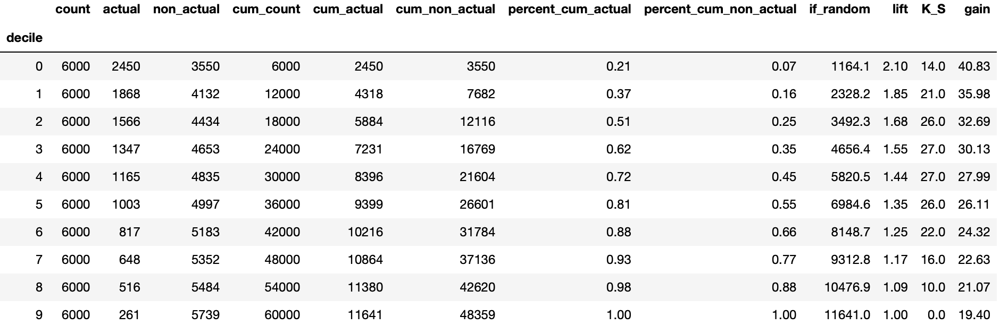 count actual non_actual cum_count cum_actual cum_non_actual percent_cum_actual percent_cum_non_actual if_random lift K_S gain
decile
0 6000 2450 3550 6000 2450 3550 0.21 0.07 1164.1 2.10 14.0 40.83
1 6000 1868 4132 12000 4318 7682 0.37 0.16 2328.2 1.85 21.0 35.98
2 6000 1566 4434 18000 5884 12116 0.51 0.25 3492.3 1.68 26.0 32.69
3 6000 1347 4653 24000 7231 16769 0.62 0.35 4656.4 1.55 27.0 30.13
4 6000 1165 4835 30000 8396 21604 0.72 0.45 5820.5 1.44 27.0 27.99
5 6000 1003 4997 36000 9399 26601 0.81 0.55 6984.6 1.35 26.0 26.11
6 6000 817 5183 42000 10216 31784 0.88 0.66 8148.7 1.25 22.0 24.32
7 6000 648 5352 48000 10864 37136 0.93 0.77 9312.8 1.17 16.0 22.63
8 6000 516 5484 54000 11380 42620 0.98 0.88 10476.9 1.09 10.0 21.07
9 6000 261 5739 60000 11641 48359 1.00 1.00 11641.0 1.00 0.0 19.40